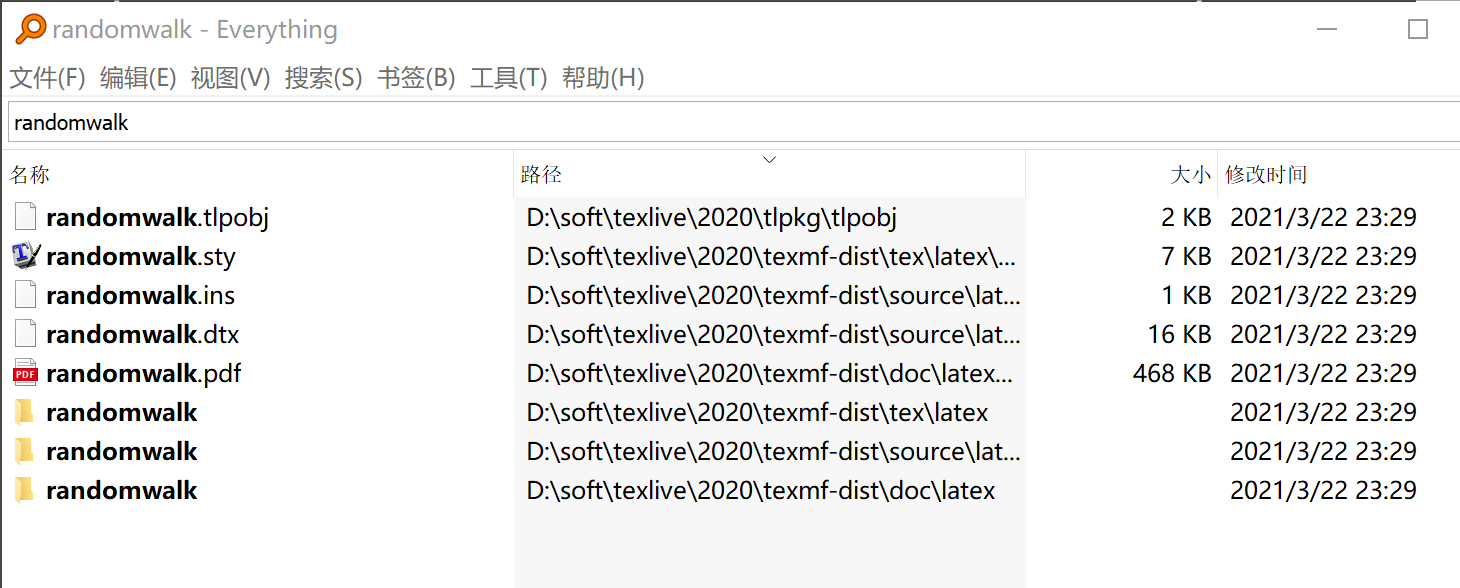 randomwalk - Everything
文件(F) 编辑(E) 视图(V) 搜索(S) 书签(B) 工具(T) 帮助(H)
randomwalk
名称 路径 大小 修改时间
randomwalk.tlpobj D:\soft\texlive\2020\tlpkg\tlpobj 2 KB 2021/3/22 23:29
randomwalk.sty D:\soft\texlive\2020\texmf-dist\tex\latex\... 7 KB 2021/3/22 23:29
randomwalk.ins D:\soft\texlive\2020\texmf-dist\source\lat... 1 KB 2021/3/22 23:29
randomwalk.dtx D:\soft\texlive\2020\texmf-dist\source\lat... 16 KB 2021/3/22 23:29
PDF randomwalk.pdf D:\soft\texlive\2020\texmf-dist\doc\latex... 468 KB 2021/3/22 23:29
randomwalk D:\soft\texlive\2020\texmf-dist\tex\latex 2021/3/22 23:29
randomwalk D:\soft\texlive\2020\texmf-dist\source\lat... 2021/3/22 23:29
randomwalk D:\soft\texlive\2020\texmf-dist\doc\latex 2021/3/22 23:29